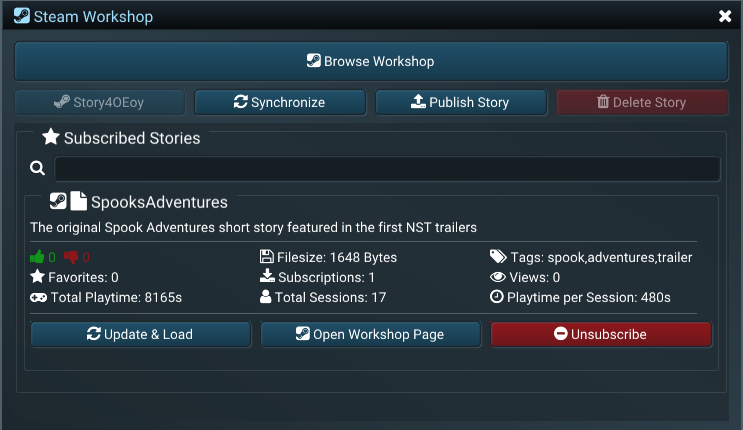 Steam Workshop
Browse Workshop
Story4OEoy Synchronize Publish Story Delete Story
Subscribed Stories
SpooksAdventures
The original Spook Adventures short story featured in the first NST trailers
0 0 Filesize: 1648 Bytes Tags: spook,adventures,trailer
Favorites: 0 Subscriptions: 1 Views: 0
Total Playtime: 8165s Total Sessions: 17 Playtime per Session: 480s
Update & Load Open Workshop Page Unsubscribe